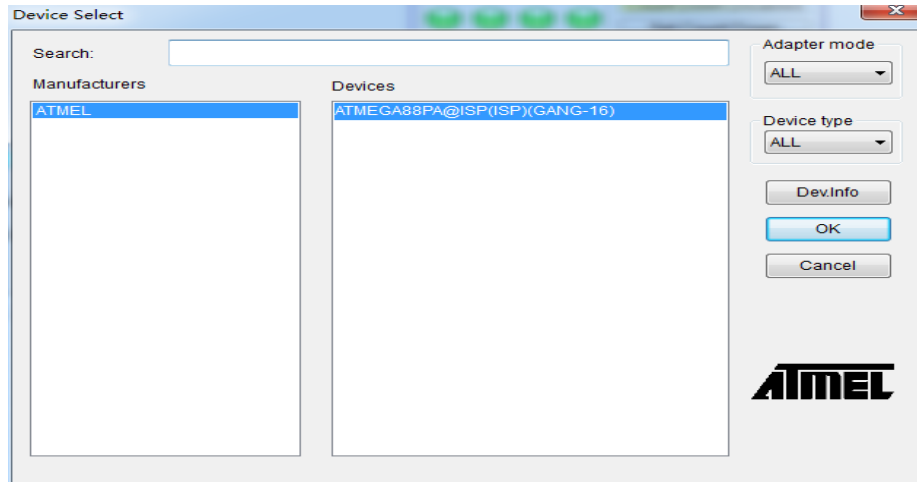 Device Select
Search:
Manufacturers
Devices
ATMEL
ATMEGA88PA@ISP(ISP)(GANG-16)
Adapter mode
ALL
Device type
ALL
Dev.Info
OK
Cancel
ATMEL